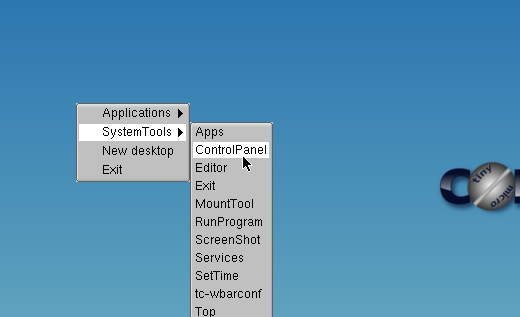 Applications
SystemTools
New desktop
Exit
Apps
ControlPanel
Editor
Exit
MountTool
RunProgram
ScreenShot
Services
SetTime
tc-wbarconf
Top
tiny
micro